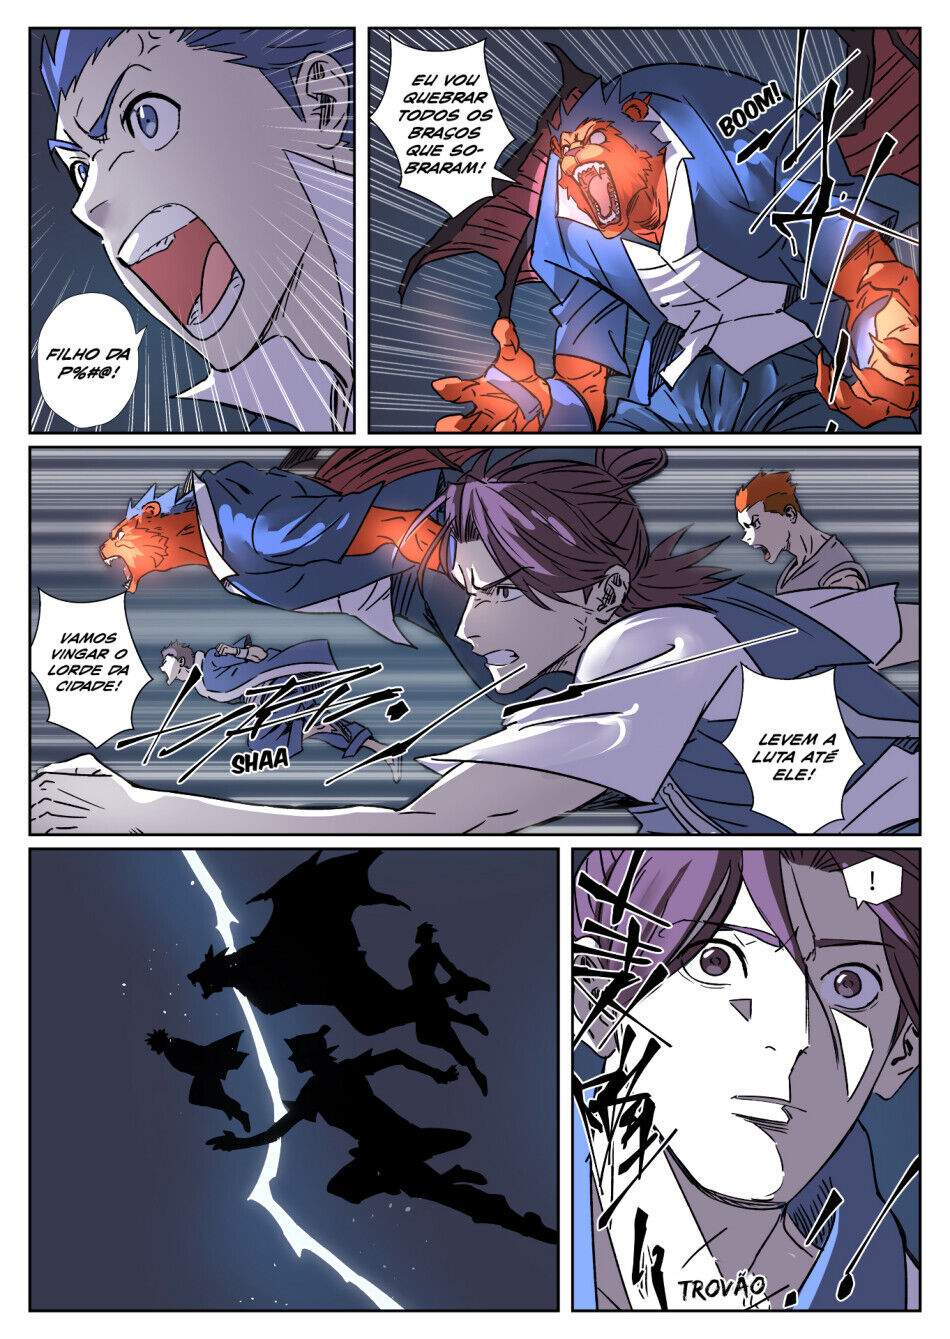 FILHO DA
P%#@!
EU VOU
QUEBRAR
TODOS OS
BRAÇOS
QUE SO-
BRARAM!
BOOM!
VAMOS
VINGAR O
LORDE DA
CIDADE!
SHAA
LEVEM A
LUTA ATÉ
ELE!
!
TROVÃO